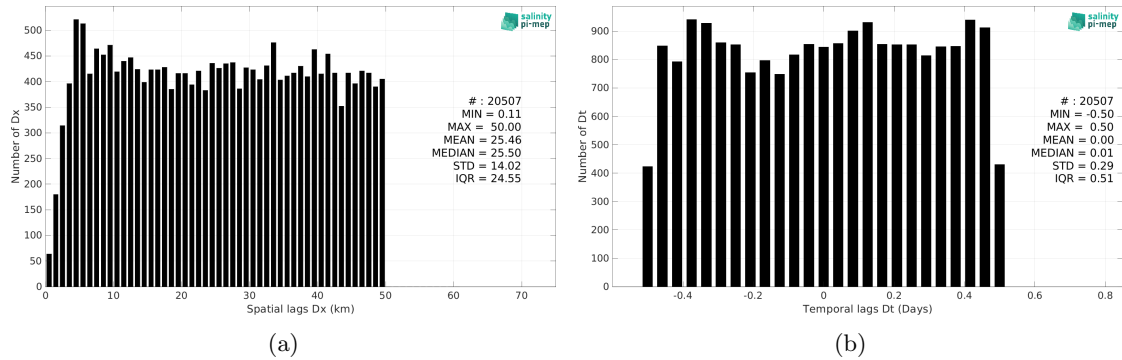 salinity
pi-mep
500
450
400
350
300
250
200
150
100
50
0
Number of Dx
# : 20507
MIN = 0.11
MAX = 50.00
MEAN = 25.46
MEDIAN = 25.50
STD = 14.02
IQR = 24.55
0 10 20 30 40 50 60 70
Spatial lags Dx (km)
(a)
salinity
pi-mep
900
800
700
600
500
400
300
200
100
0
Number of Dt
# : 20507
MIN = -0.50
MAX = 0.50
MEAN = 0.00
MEDIAN = 0.01
STD = 0.29
IQR = 0.51
-0.4 -0.2 0 0.2 0.4 0.6 0.8
Temporal lags Dt (Days)
(b)